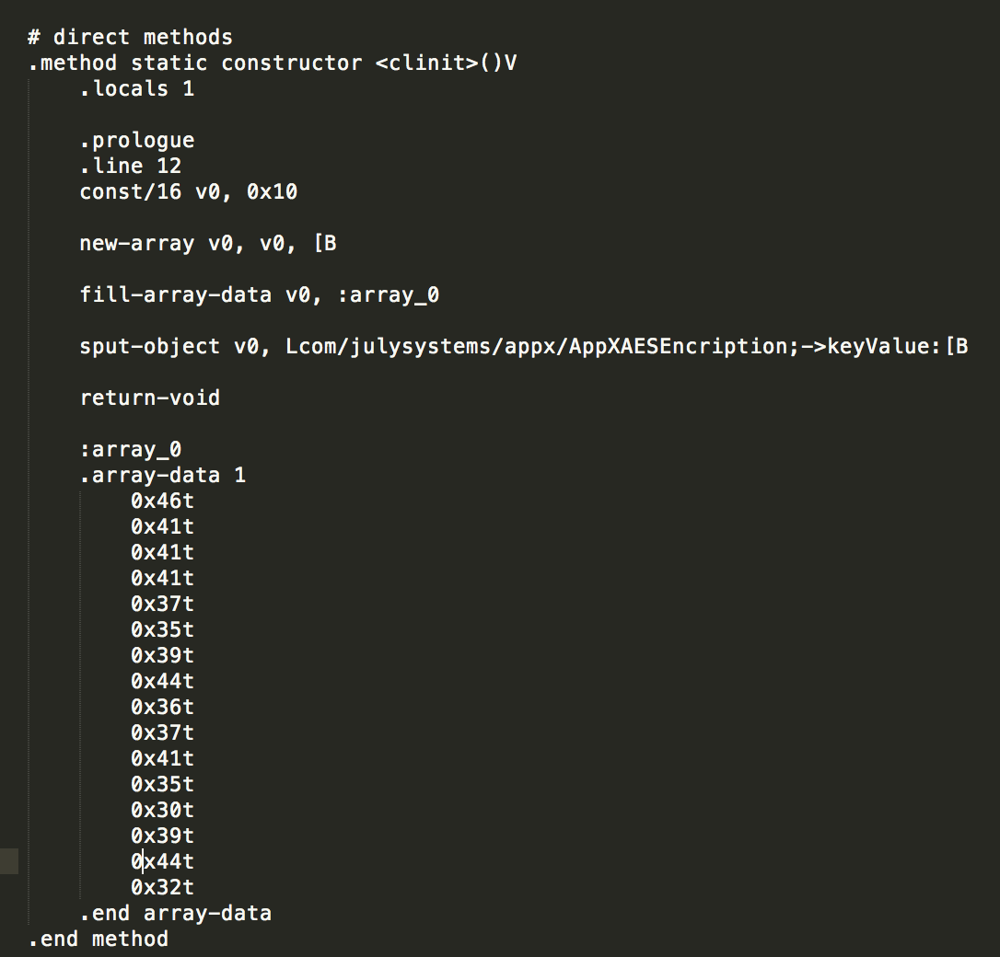 # direct methods
.method static constructor <clinit>()V
.locals 1
.prologue
.line 12
const/16 v0, 0x10
new-array v0, v0, [B
fill-array-data v0, :array_0
sput-object v0, Lcom/julysystems/appx/AppXAESEncription;->keyValue:[B
return-void
:array_0
.array-data 1
0x46t
0x41t
0x41t
0x41t
0x37t
0x35t
0x39t
0x44t
0x36t
0x37t
0x41t
0x35t
0x30t
0x39t
0x44t
0x32t
.end array-data
.end method